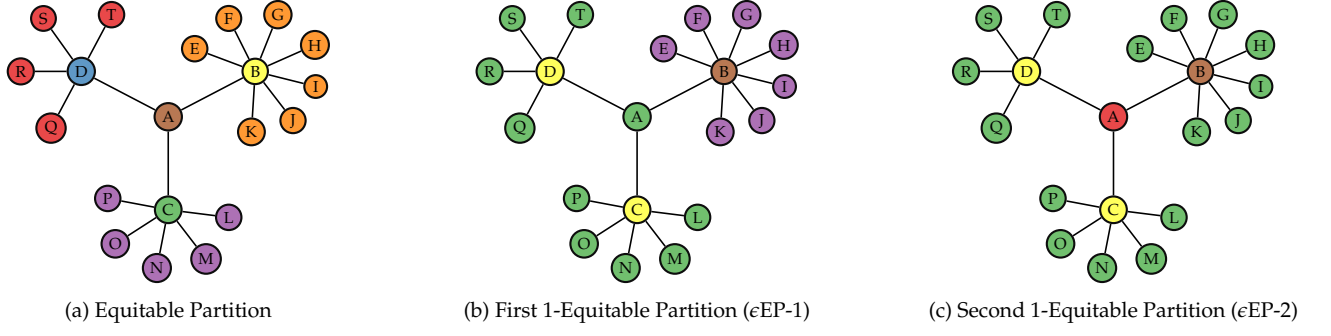 S T F G
E H
R D B I
Q A K J
P C L
O N M
(a) Equitable Partition
S T F G
E H
R D B I
Q A K J
P C L
O N M
(b) First 1-Equitable Partition (ϵEP-1)
S T F G
E H
R D B I
Q A K J
P C L
O N M
(c) Second 1-Equitable Partition (ϵEP-2)